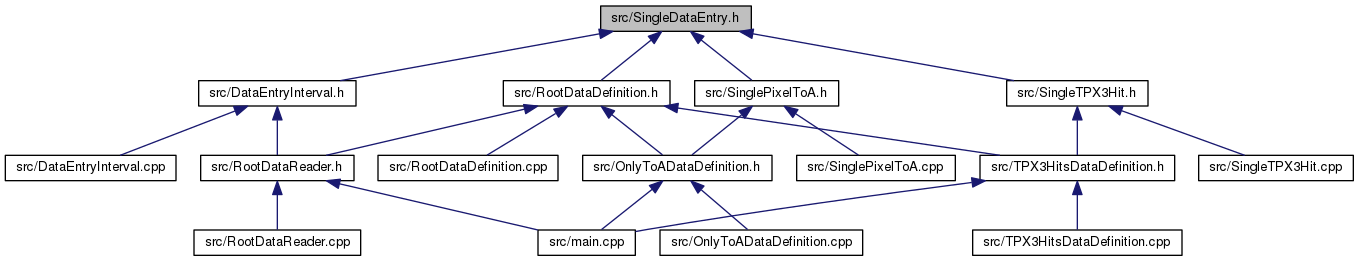 src/SingleDataEntry.h
src/DataEntryInterval.h
src/RootDataDefinition.h
src/SinglePixelToA.h
src/SingleTPX3Hit.h
src/DataEntryInterval.cpp
src/RootDataReader.h
src/RootDataDefinition.cpp
src/OnlyToADataDefinition.h
src/SinglePixelToA.cpp
src/TPX3HitsDataDefinition.h
src/SingleTPX3Hit.cpp
src/RootDataReader.cpp
src/main.cpp
src/OnlyToADataDefinition.cpp
src/TPX3HitsDataDefinition.cpp